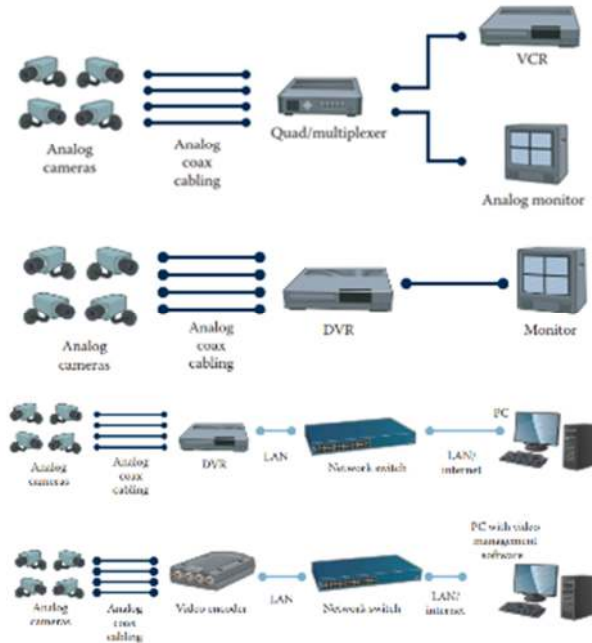 VCR
Analog
cameras
Analog
coax
cabling
Quad/multiplexer
Analog monitor
Analog
cameras
Analog
coax
cabling
DVR
Monitor
PC
Analog
cameras
Analog
coax
cabling
DVR
LAN
Network switch
LAN/
internet
PC with video
management
software
Analog
cameras
Analog
coax
cabling
Video encoder
LAN
Network switch
LAN/
internet